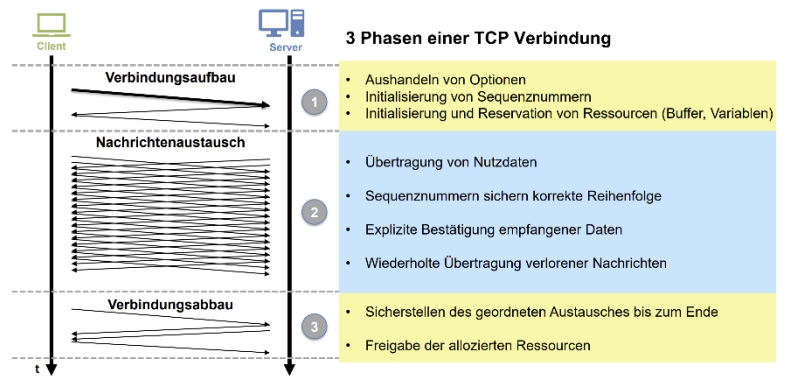 Client
Server
3 Phasen einer TCP Verbindung
Verbindungsaufbau
1
• Aushandeln von Optionen
• Initialisierung von Sequenznummern
• Initialisierung und Reservation von Ressourcen (Buffer, Variablen)
Nachrichtenaustausch
2
• Übertragung von Nutzdaten
• Sequenznummern sichern korrekte Reihenfolge
• Explizite Bestätigung empfangener Daten
• Wiederholte Übertragung verlorener Nachrichten
Verbindungsabbau
3
• Sicherstellen des geordneten Austausches bis zum Ende
• Freigabe der allozierten Ressourcen
t